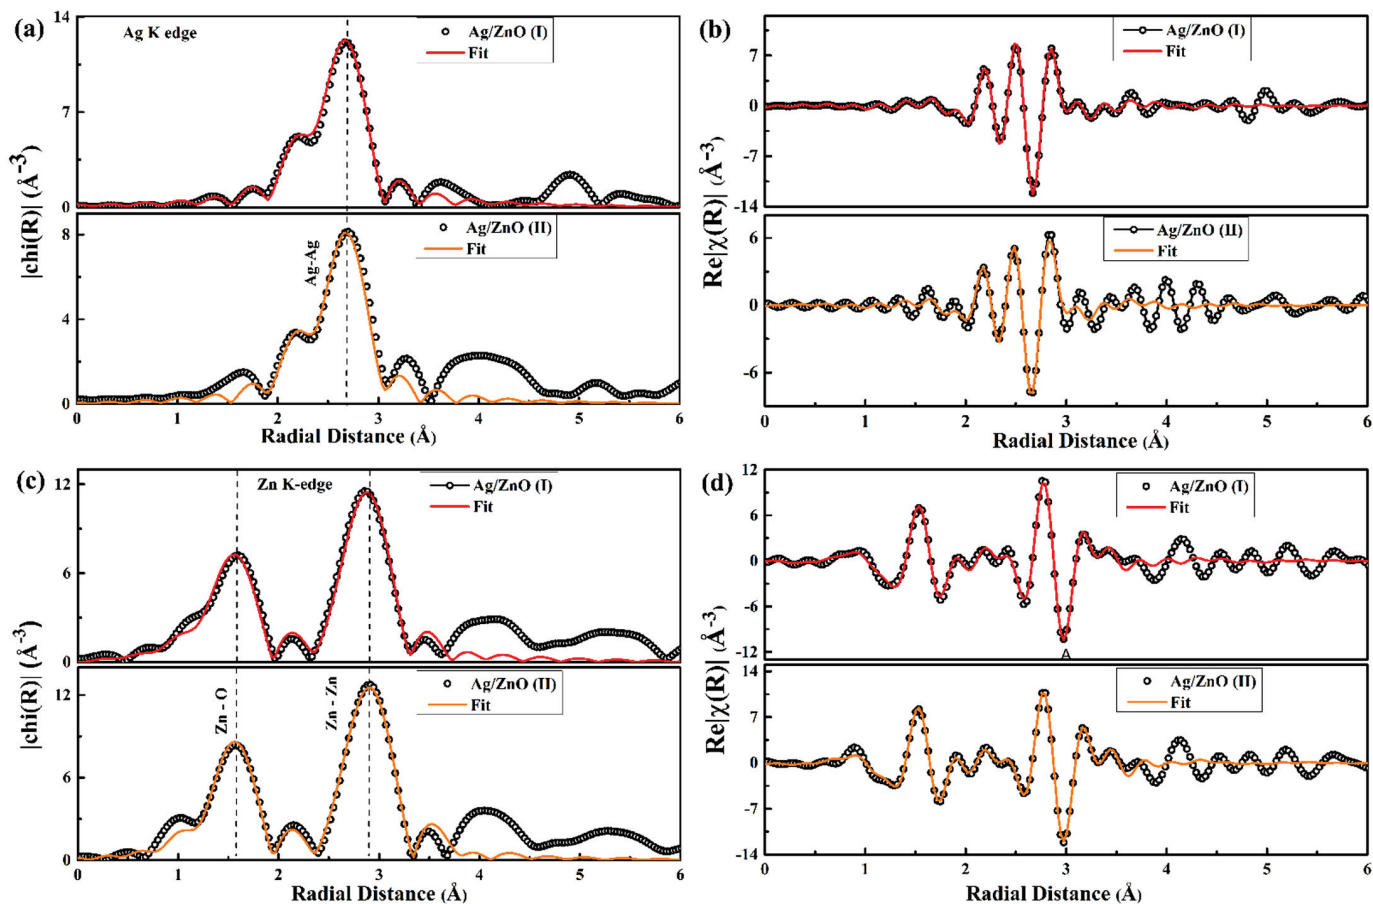 (a)
Ag K edge
Ag/ZnO (I)
Fit
14
7
0
|chi(R)| (Å⁻³)
Ag/ZnO (II)
Fit
Ag-Ag
8
4
0
0 1 2 3 4 5 6
Radial Distance (Å)
(b)
Ag/ZnO (I)
Fit
7
0
-7
-14
Re|χ(R)| (Å⁻³)
Ag/ZnO (II)
Fit
6
0
-6
0 1 2 3 4 5 6
Radial Distance (Å)
(c)
Zn K-edge
Ag/ZnO (I)
Fit
12
6
0
|chi(R)| (Å⁻³)
Ag/ZnO (II)
Fit
Zn - O
Zn - Zn
12
6
0
0 1 2 3 4 5 6
Radial Distance (Å)
(d)
Ag/ZnO (I)
Fit
12
6
0
-6
-12
A
Re|χ(R)| (Å⁻³)
Ag/ZnO (II)
Fit
14
7
0
-7
-14
0 1 2 3 4 5 6
Radial Distance (Å)